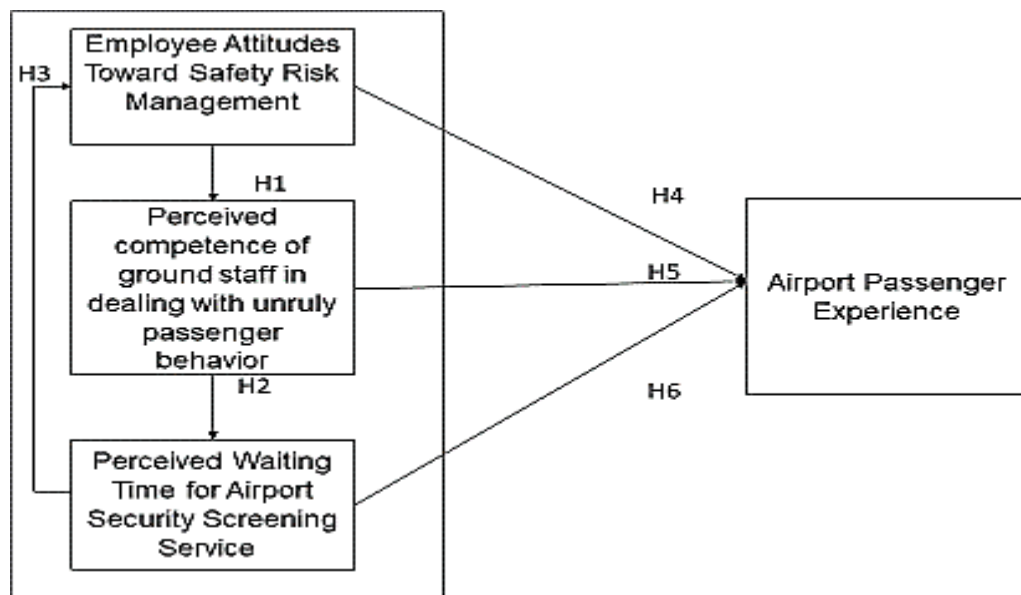 Employee Attitudes
Toward Safety Risk
Management
H3
H1
Perceived
competence of
ground staff in
dealing with unruly
passenger
behavior
H2
Perceived Waiting
Time for Airport
Security Screening
Service
H4
H5
H6
Airport Passenger
Experience